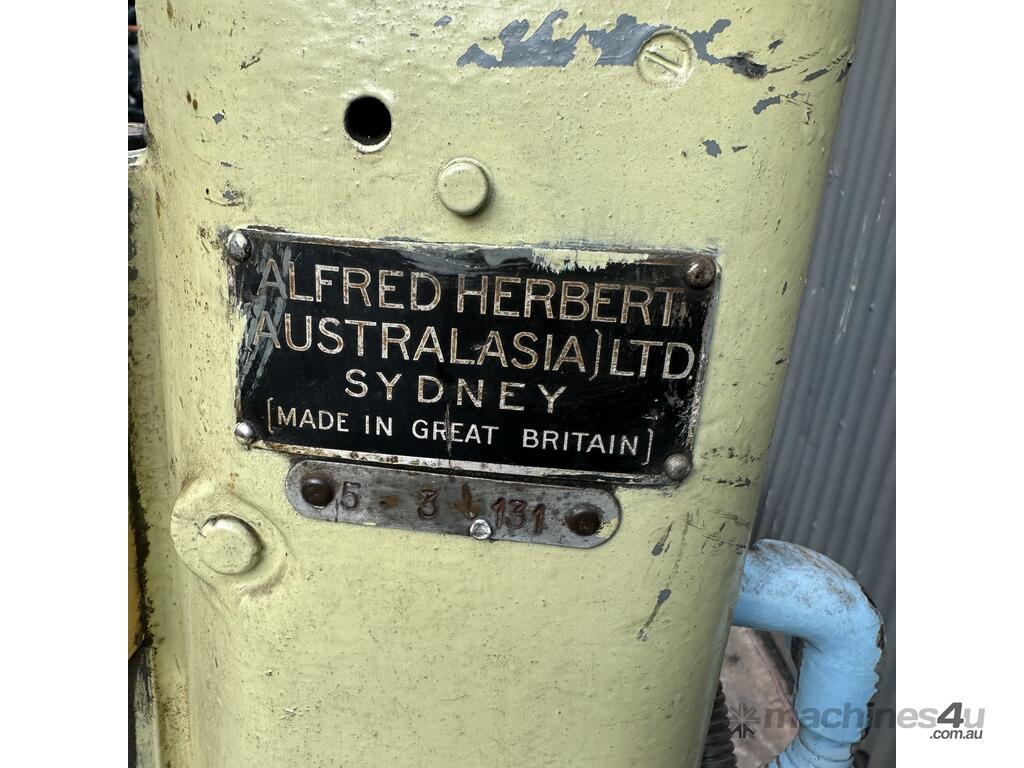 ALFRED HERBERT
AUSTRALASIA) LTD.
SYDNEY
[MADE IN GREAT BRITAIN]
5 - 3 131
machines4u
.com.au